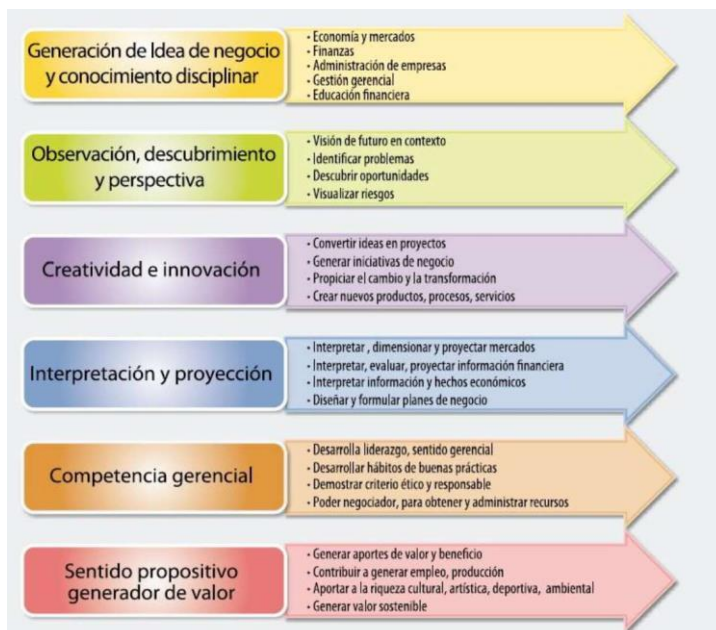 Generación de Idea de negocio
y conocimiento disciplinar
• Economía y mercados
• Finanzas
• Administración de empresas
• Gestión gerencial
• Educación financiera
Observación, descubrimiento
y perspectiva
• Visión de futuro en contexto
• Identificar problemas
• Descubrir oportunidades
• Visualizar riesgos
Creatividad e innovación
• Convertir ideas en proyectos
• Generar iniciativas de negocio
• Propiciar el cambio y la transformación
• Crear nuevos productos, procesos, servicios
Interpretación y proyección
• Interpretar , dimensionar y proyectar mercados
• Interpretar, evaluar, proyectar información financiera
• Interpretar información y hechos económicos
• Diseñar y formular planes de negocio
Competencia gerencial
• Desarrolla liderazgo, sentido gerencial
• Desarrollar hábitos de buenas prácticas
• Demostrar criterio ético y responsable
• Poder negociador, para obtener y administrar recursos
Sentido propositivo
generador de valor
• Generar aportes de valor y beneficio
• Contribuir a generar empleo, producción
• Aportar a la riqueza cultural, artística, deportiva, ambiental
• Generar valor sostenible